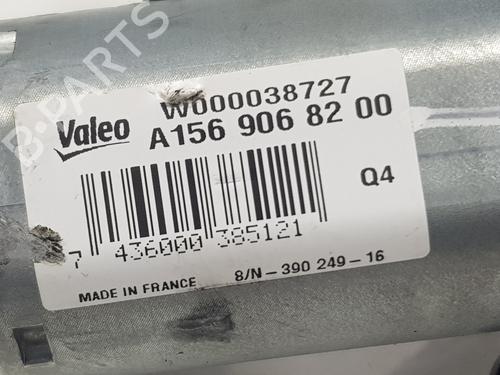 B-PARTS
W000038727
Valeo
A156 906 82 00
Q4
7 436000 385121
8/N-390 249-16
MADE IN FRANCE